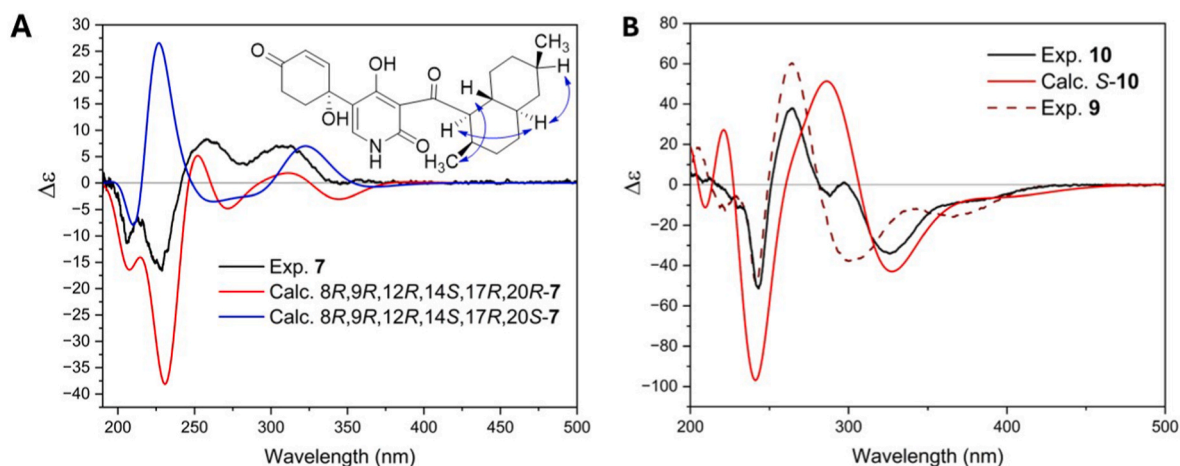 A
30
25
20
15
10
5
0
−5
−10
−15
−20
−25
−30
−35
−40
Δε
200 250 300 350 400 450 500
Wavelength (nm)
O
OH
OH
O
N
H
O
H
H
H
H
CH₃
H₃C
Exp. 7
Calc. 8R,9R,12R,14S,17R,20R-7
Calc. 8R,9R,12R,14S,17R,20S-7
B
80
60
40
20
0
−20
−40
−60
−80
−100
Δε
200 300 400 500
Wavelength (nm)
Exp. 10
Calc. S-10
Exp. 9